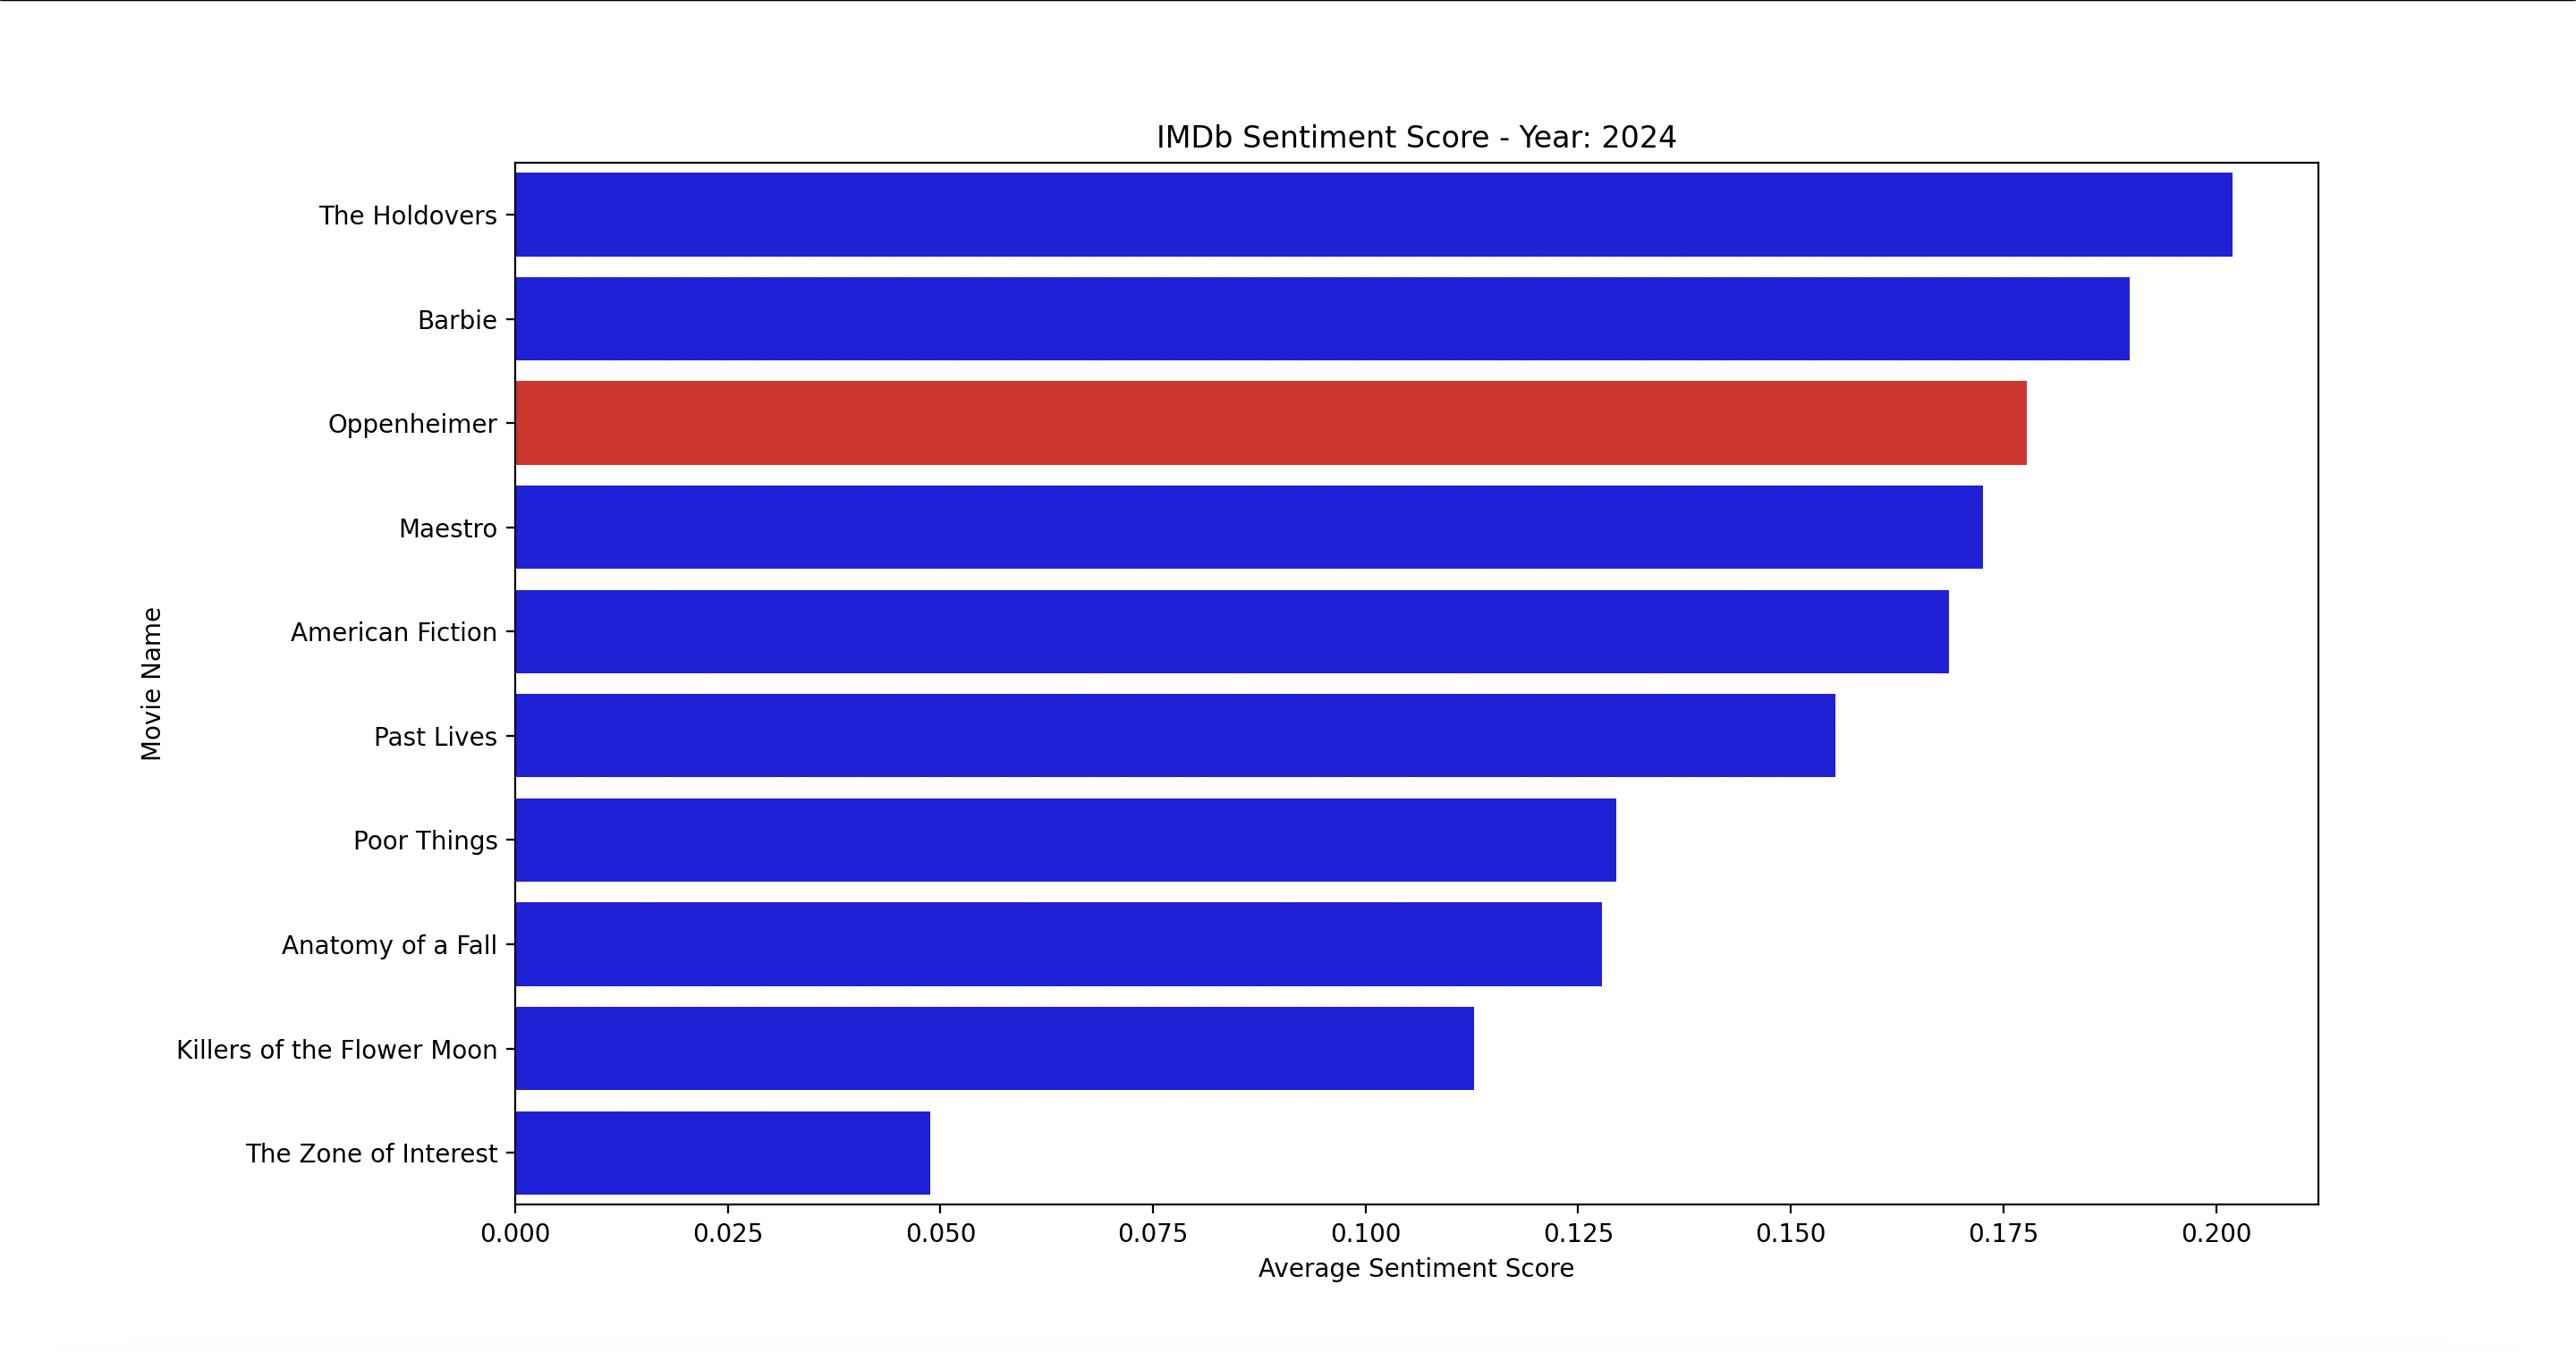 IMDb Sentiment Score - Year: 2024
Movie Name
The Holdovers
Barbie
Oppenheimer
Maestro
American Fiction
Past Lives
Poor Things
Anatomy of a Fall
Killers of the Flower Moon
The Zone of Interest
0.000 0.025 0.050 0.075 0.100 0.125 0.150 0.175 0.200
Average Sentiment Score